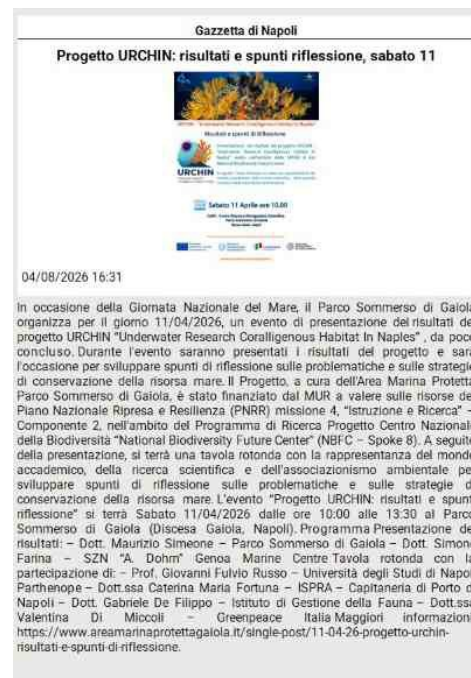 Gazzetta di Napoli
Progetto URCHIN: risultati e spunti riflessione, sabato 11
Risultati e spunti di riflessione
URCHIN
Sabato 11 Aprile ore 10.00
04/08/2026 16:31
In occasione della Giornata Nazionale del Mare, il Parco Sommerso di Gaiola
organizza per il giorno 11/04/2026, un evento di presentazione dei risultati de
progetto URCHIN "Underwater Research Coralligenous Habitat In Naples" , da poco
concluso. Durante l'evento saranno presentati i risultati del progetto e sarà
l'occasione per sviluppare spunti di riflessione sulle problematiche e sulle strategie
di conservazione della risorsa mare. Il Progetto, a cura dell'Area Marina Protetta
Parco Sommerso di Gaiola, è stato finanziato dal MUR a valere sulle risorse de
Piano Nazionale Ripresa e Resilienza (PNRR) missione 4, "Istruzione e Ricerca" –
Componente 2, nell'ambito del Programma di Ricerca Progetto Centro Nazionale
della Biodiversità "National Biodiversity Future Center" (NBFC – Spoke 8). A seguito
della presentazione, si terrà una tavola rotonda con la rappresentanza del mondo
accademico, della ricerca scientifica e dell'associazionismo ambientale pe
sviluppare spunti di riflessione sulle problematiche e sulle strategie d
conservazione della risorsa mare. L'evento "Progetto URCHIN: risultati e spunti
riflessione" si terrà Sabato 11/04/2026 dalle ore 10:00 alle 13:30 al Parco
Sommerso di Gaiola (Discesa Gaiola, Napoli). Programma Presentazione de
risultati: – Dott. Maurizio Simeone – Parco Sommerso di Gaiola – Dott. Simone
Farina – SZN "A. Dohrn" Genoa Marine Centre Tavola rotonda con la
partecipazione di: – Prof. Giovanni Fulvio Russo – Università degli Studi di Napol
Parthenope – Dott.ssa Caterina Maria Fortuna – ISPRA – Capitaneria di Porto d
Napoli – Dott. Gabriele De Filippo – Istituto di Gestione della Fauna – Dott.ssa
Valentina Di Miccoli – Greenpeace Italia Maggiori informazion
https://www.areamarinaprotettagaiola.it/single-post/11-04-26-progetto-urchin-
risultati-e-spunti-di-riflessione.